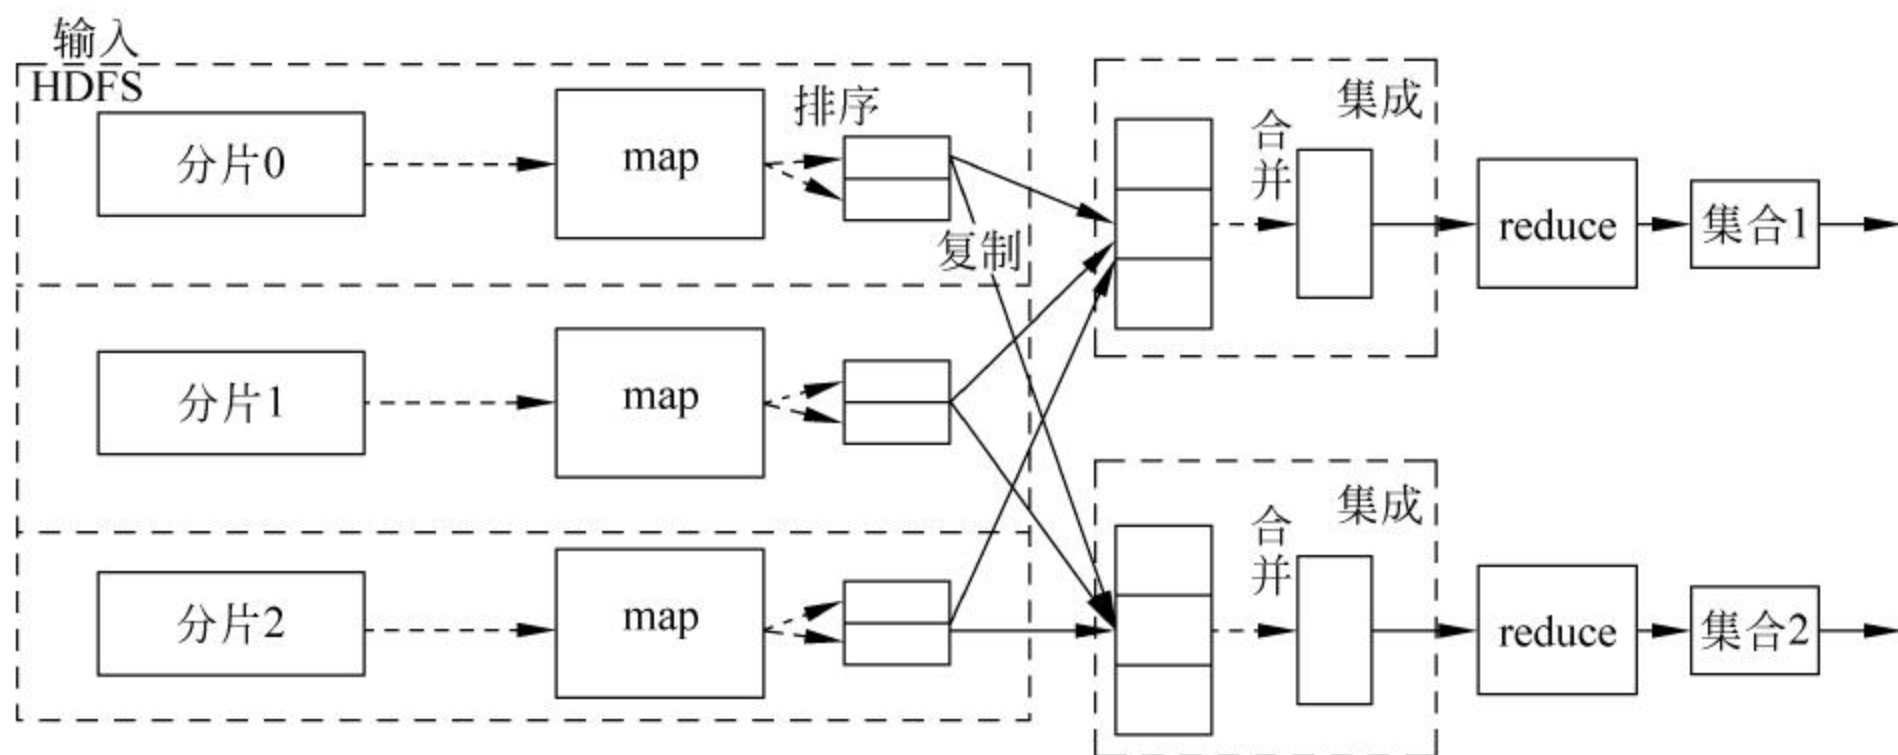 输入
HDFS
分片0
map
排序
复制
合并
集成
reduce
集合1
分片1
map
分片2
map
合并
集成
reduce
集合2